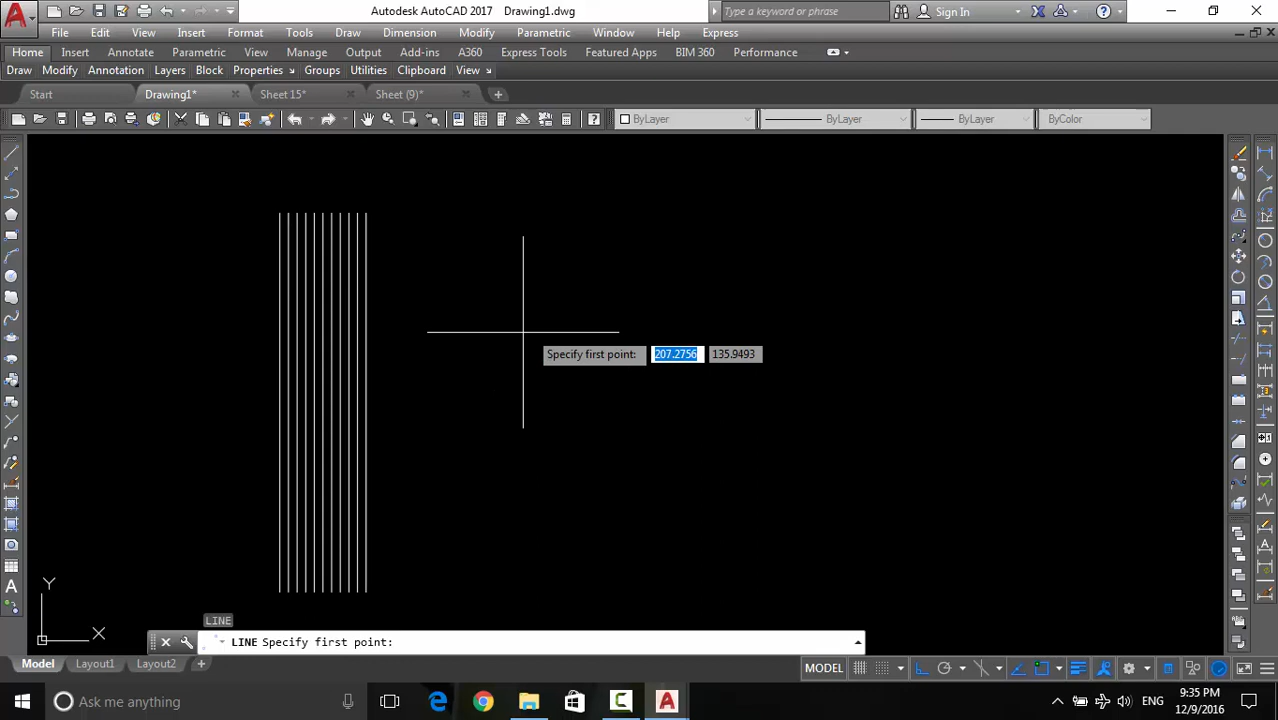 Autodesk AutoCAD 2017 Drawing1.dwg
Type a keyword or phrase
Sign In
File Edit View Insert Format Tools Draw Dimension Modify Parametric Window Help Express
Home Insert Annotate Parametric View Manage Output Add-ins A360 Express Tools Featured Apps BIM 360 Performance
Draw Modify Annotation Layers Block Properties Groups Utilities Clipboard View
Start Drawing1* Sheet 15* Sheet (9)*
ByLayer ByLayer ByLayer ByColor
Specify first point: 207.2756 135.9493
Y
X
LINE
LINE Specify first point:
Model Layout1 Layout2 +
MODEL
Ask me anything
ENG
9:35 PM
12/9/2016